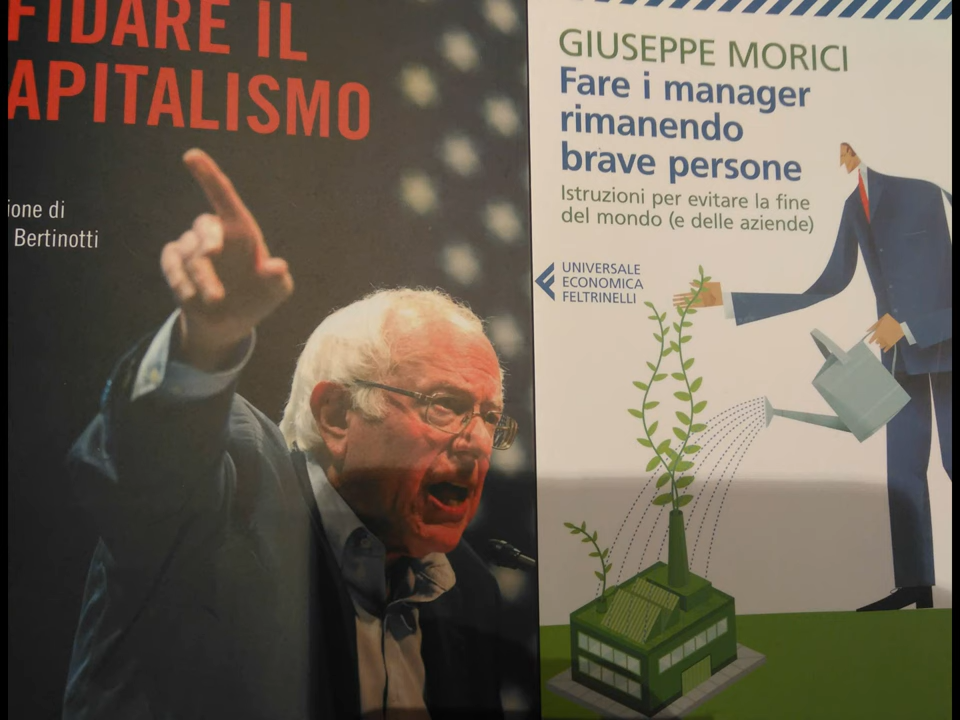 FIDARE IL
APITALISMO
ione di
Bertinotti
GIUSEPPE MORICI
Fare i manager
rimanendo
brave persone
Istruzioni per evitare la fine
del mondo (e delle aziende)
UNIVERSALE
ECONOMICA
FELTRINELLI